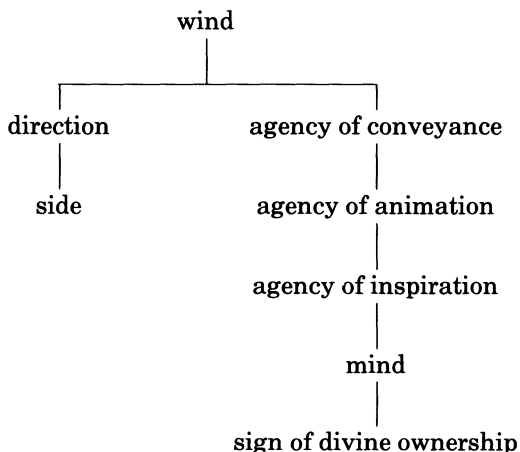 wind
direction agency of conveyance
side agency of animation
agency of inspiration
mind
sign of divine ownership